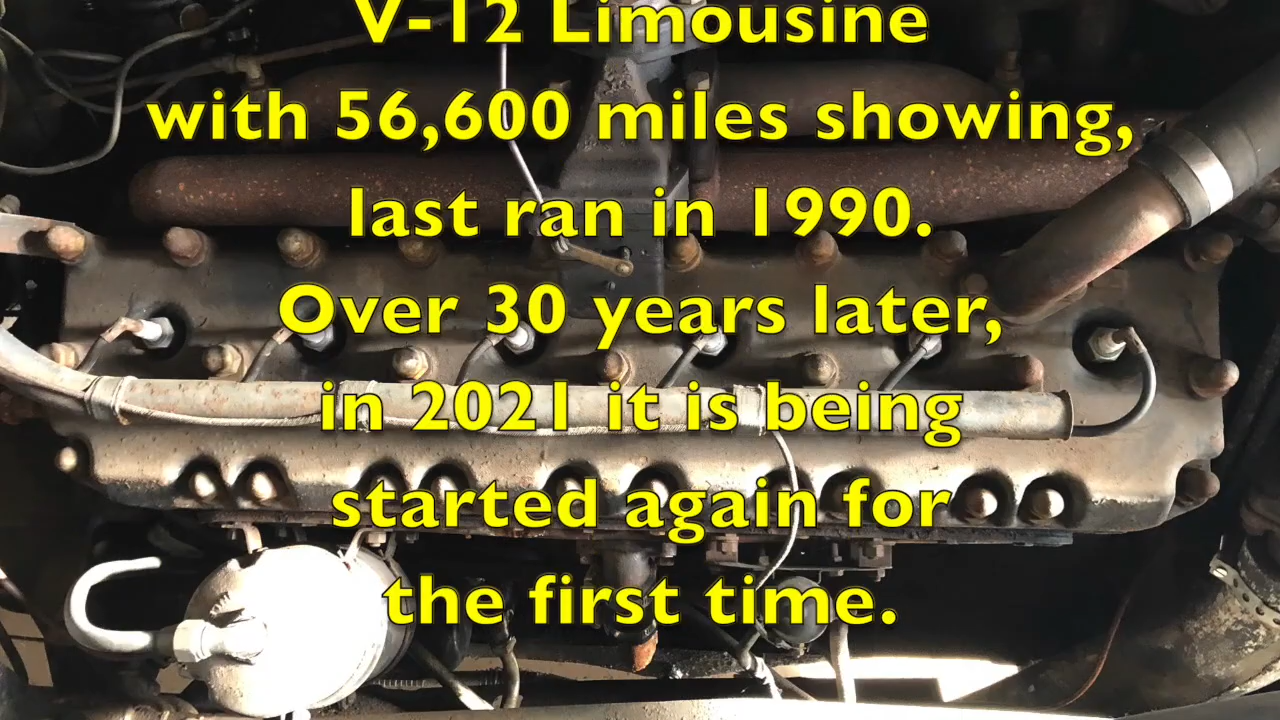 V-12 Limousine
with 56,600 miles showing,
last ran in 1990.
Over 30 years later,
in 2021 it is being
started again for
the first time.